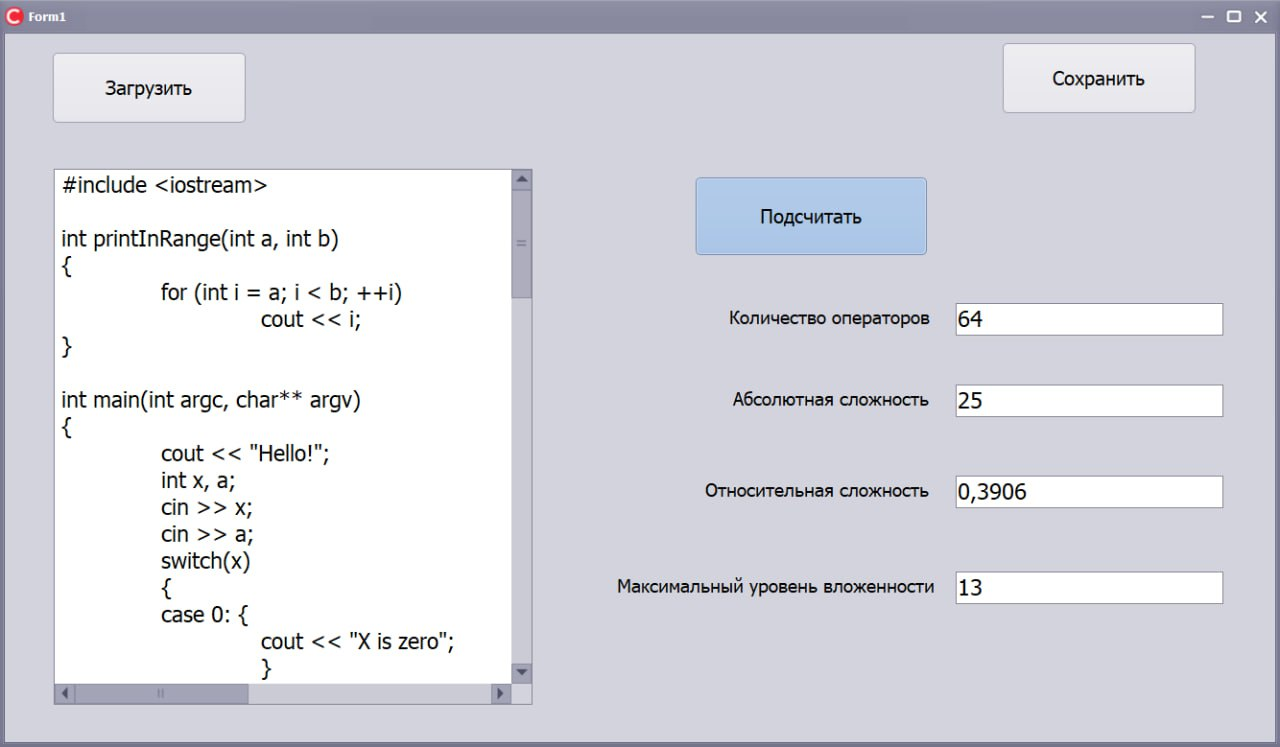 Form1
Загрузить
Сохранить
#include <iostream>
int printInRange(int a, int b)
{
for (int i = a; i < b; ++i)
cout << i;
}
int main(int argc, char** argv)
{
cout << "Hello!";
int x, a;
cin >> x;
cin >> a;
switch(x)
{
case 0: {
cout << "X is zero";
}
Подсчитать
Количество операторов 64
Абсолютная сложность 25
Относительная сложность 0,3906
Максимальный уровень вложенности 13